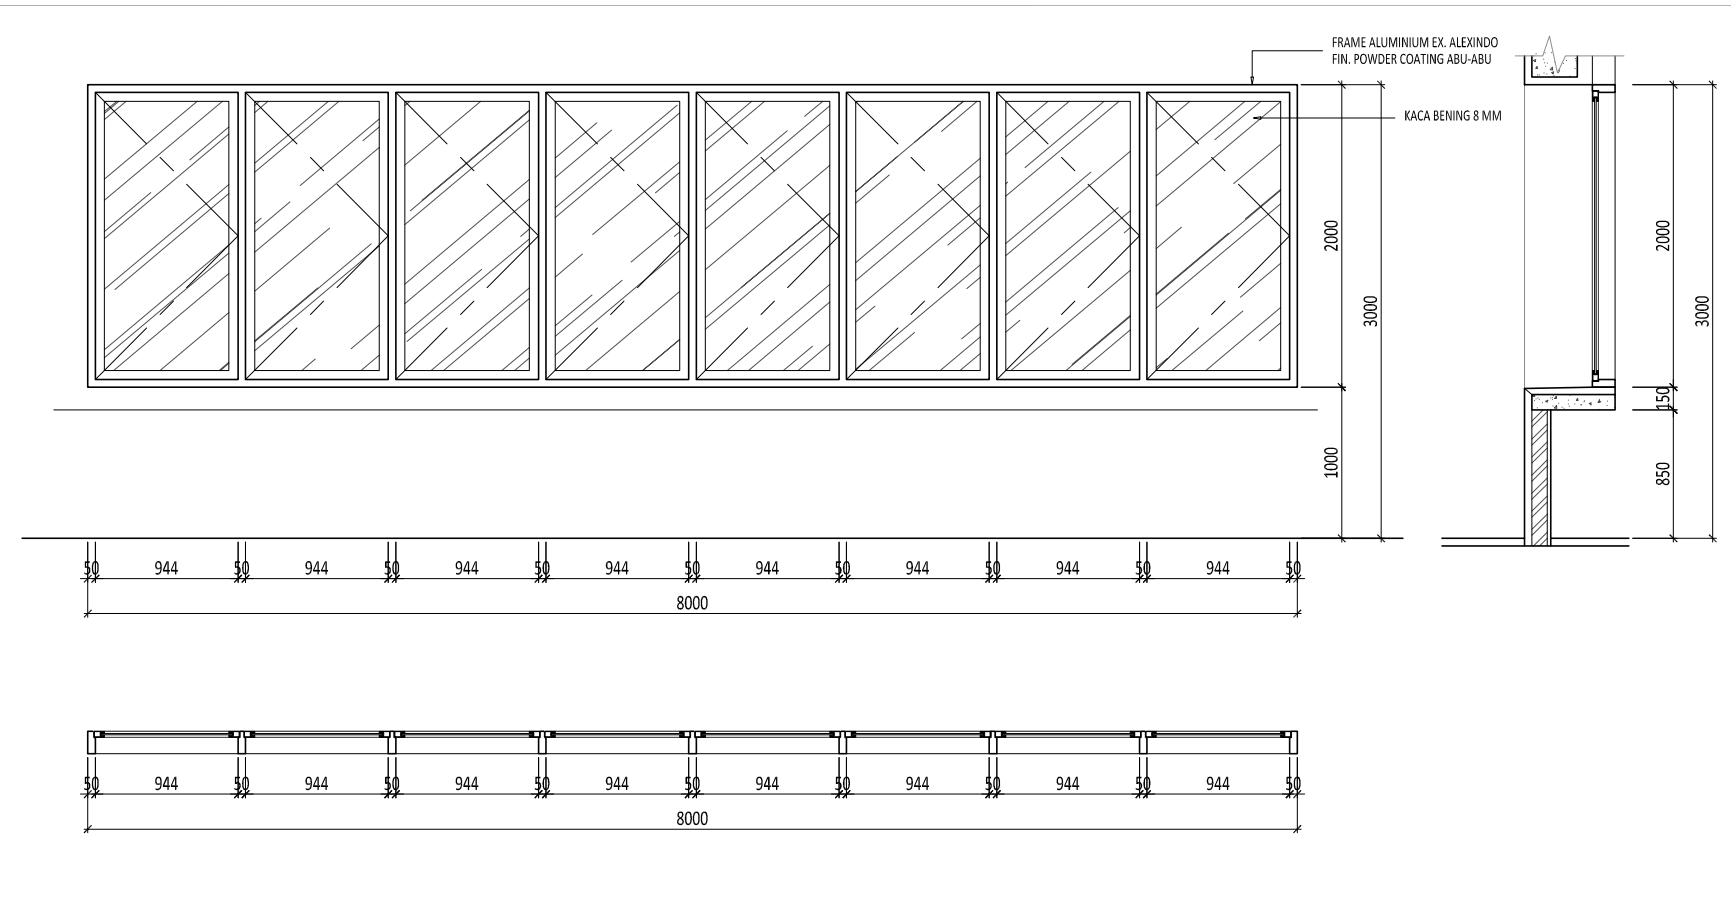 FRAME ALUMINIUM EX. ALEXINDO
FIN. POWDER COATING ABU-ABU
KACA BENING 8 MM
2000
3000
1000
2000
3000
150
850
50 944 50 944 50 944 50 944 50 944 50 944 50 944 50 944 50
8000
50 944 50 944 50 944 50 944 50 944 50 944 50 944 50 944 50
8000